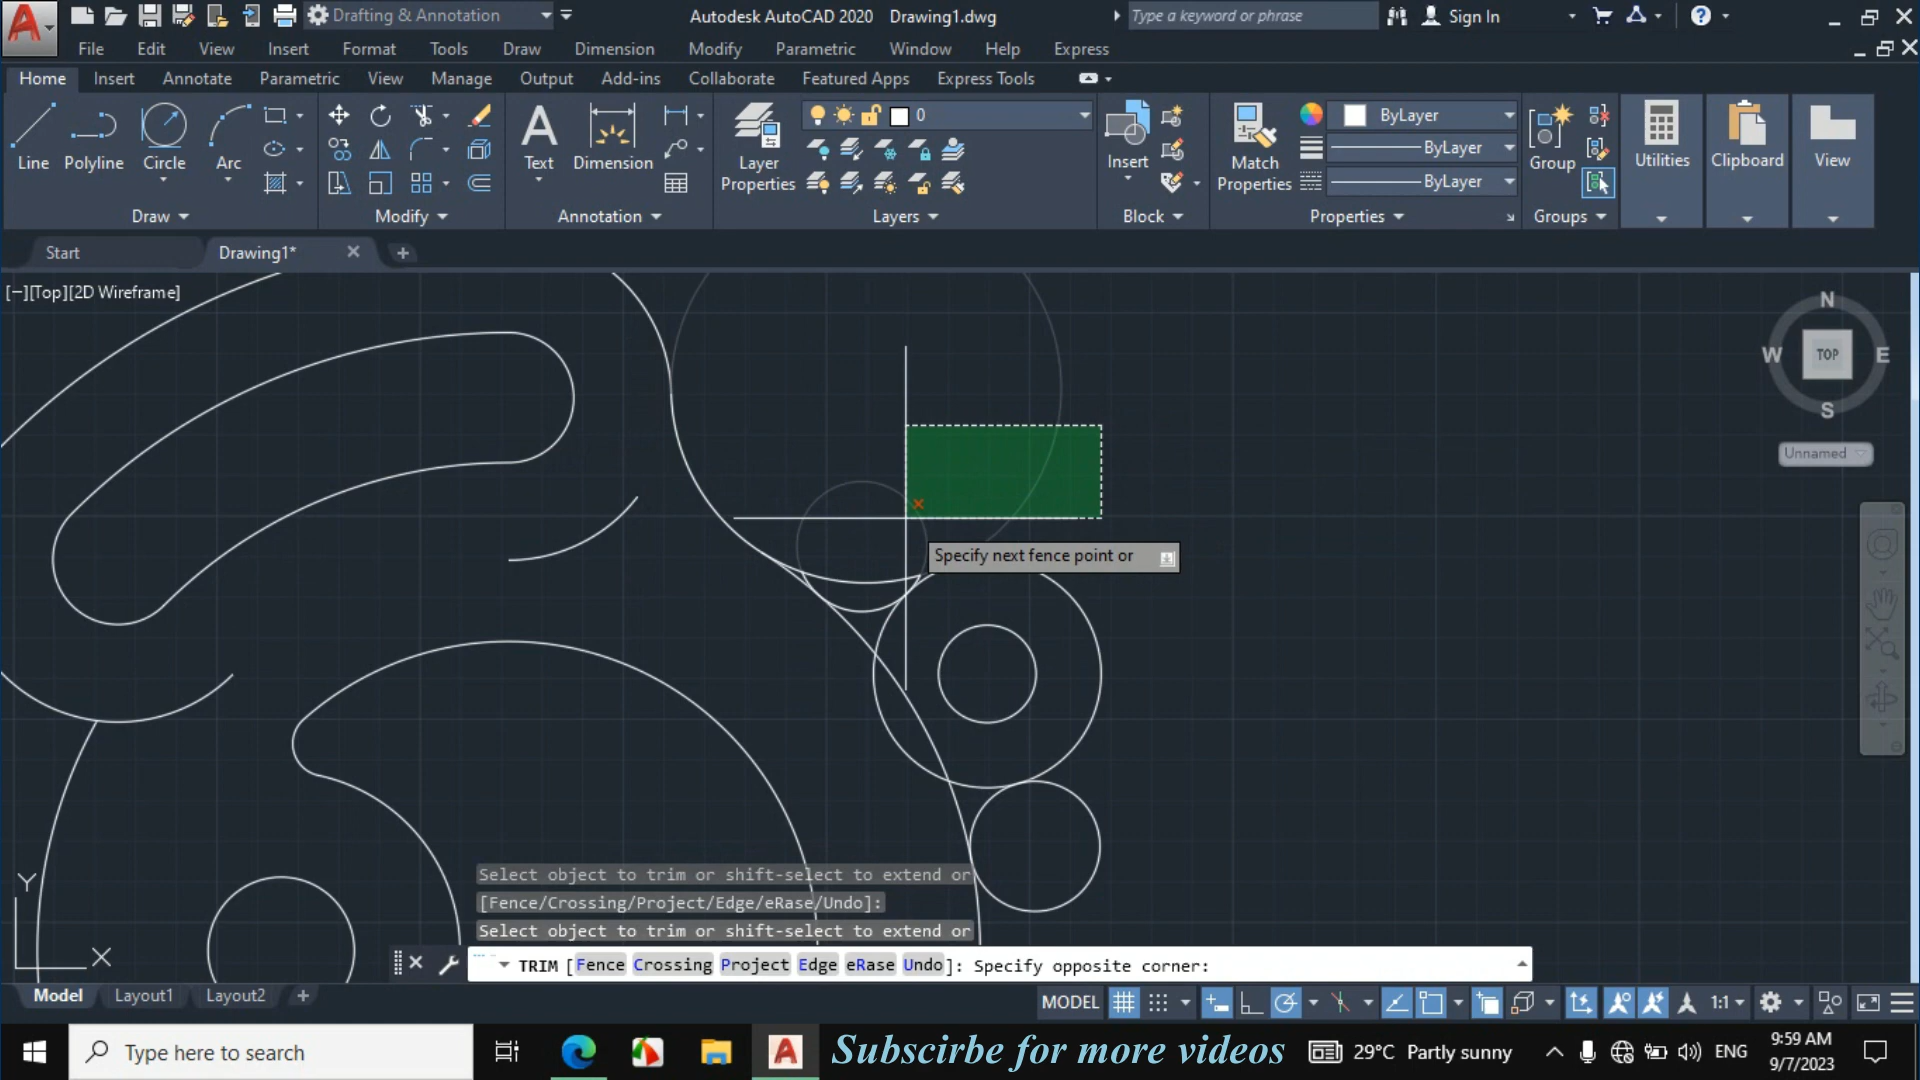 Drafting & Annotation
Autodesk AutoCAD 2020 Drawing1.dwg
Type a keyword or phrase
Sign In
File Edit View Insert Format Tools Draw Dimension Modify Parametric Window Help Express
Home Insert Annotate Parametric View Manage Output Add-ins Collaborate Featured Apps Express Tools
0
ByLayer
ByLayer
ByLayer
Line Polyline Circle Arc
Text Dimension
Layer Properties
Insert
Match Properties
Group
Utilities
Clipboard
View
Draw Modify Annotation Layers Block Properties Groups
Start Drawing1*
[−][Top][2D Wireframe]
N
W TOP E
S
Unnamed
Specify next fence point or
Y
X
Select object to trim or shift-select to extend or
[Fence/Crossing/Project/Edge/eRase/Undo]:
Select object to trim or shift-select to extend or
TRIM [Fence Crossing Project Edge eRase Undo]: Specify opposite corner:
Model Layout1 Layout2 +
MODEL
1:1
Type here to search
Subscirbe for more videos
29°C Partly sunny
ENG
9:59 AM
9/7/2023